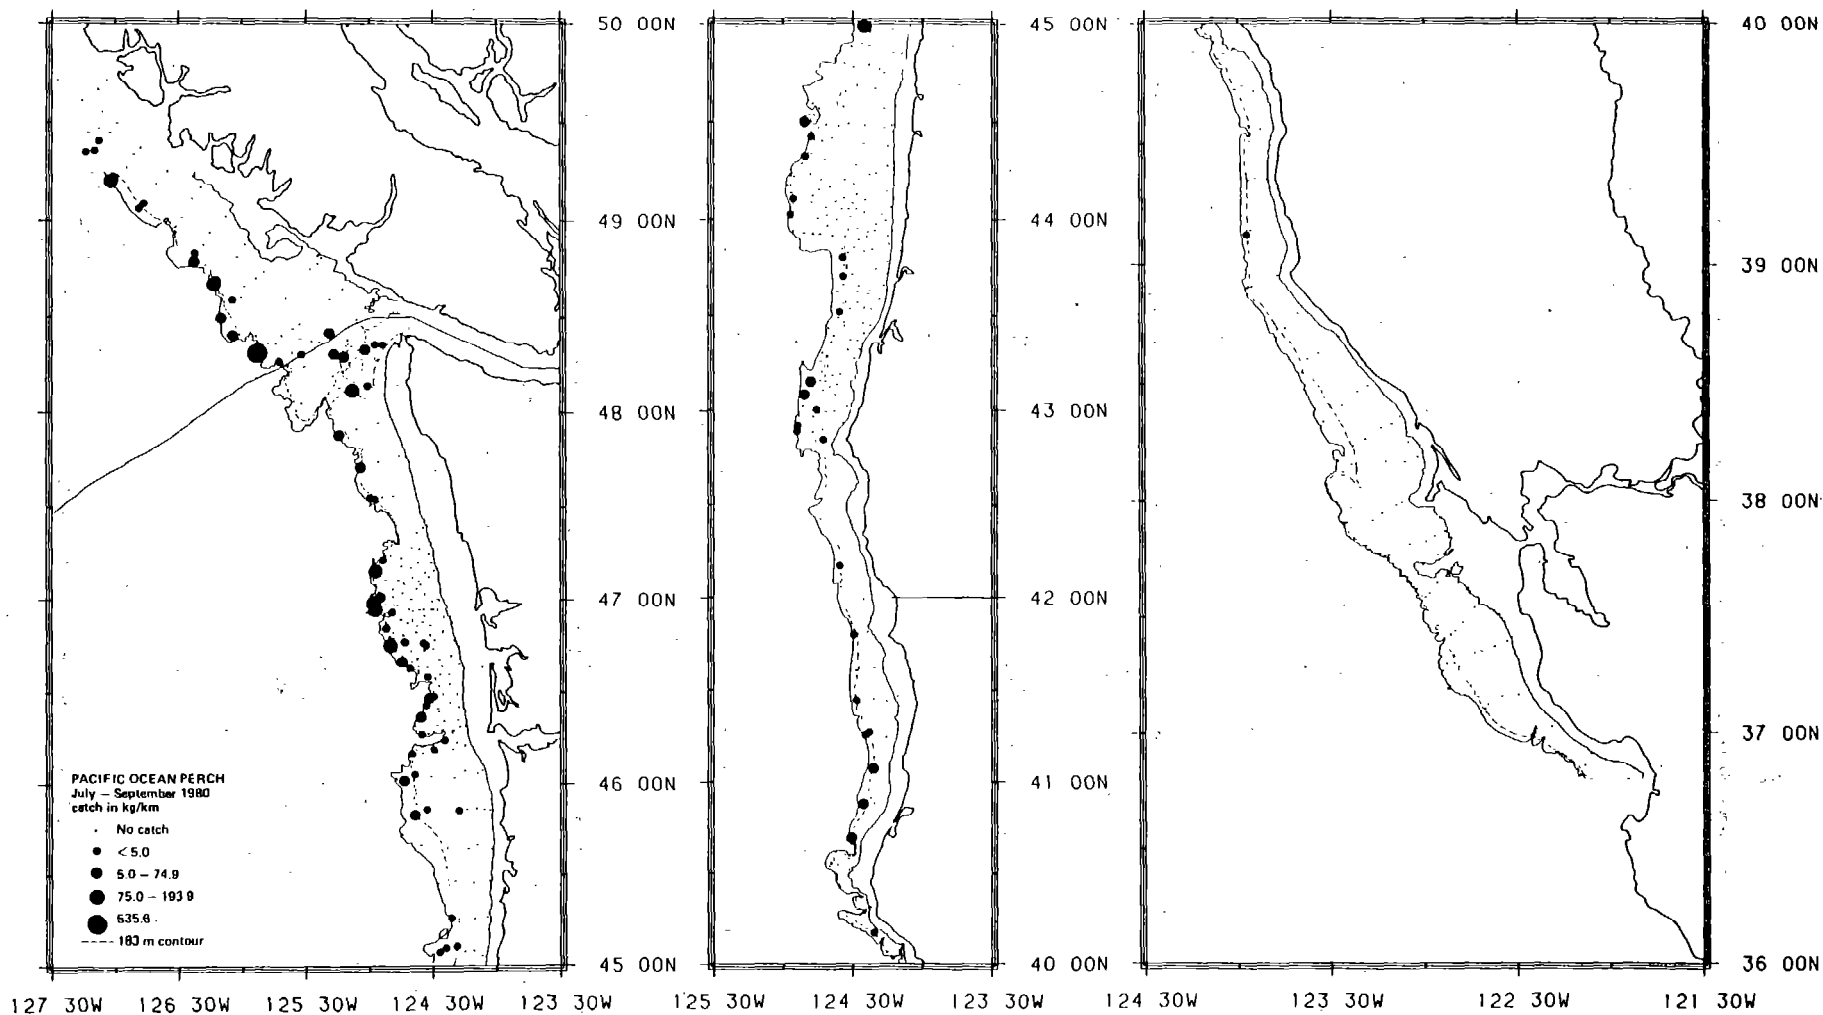 50 00N
49 00N
48 00N
47 00N
46 00N
45 00N
PACIFIC OCEAN PERCH
July – September 1980
catch in kg/km
No catch
< 5.0
5.0 – 74.9
75.0 – 193.9
635.6
183 m contour
127 30W 126 30W 125 30W 124 30W 123 30W
45 00N
44 00N
43 00N
42 00N
41 00N
40 00N
125 30W 124 30W 123 30W
40 00N
39 00N
38 00N
37 00N
36 00N
124 30W 123 30W 122 30W 121 30W